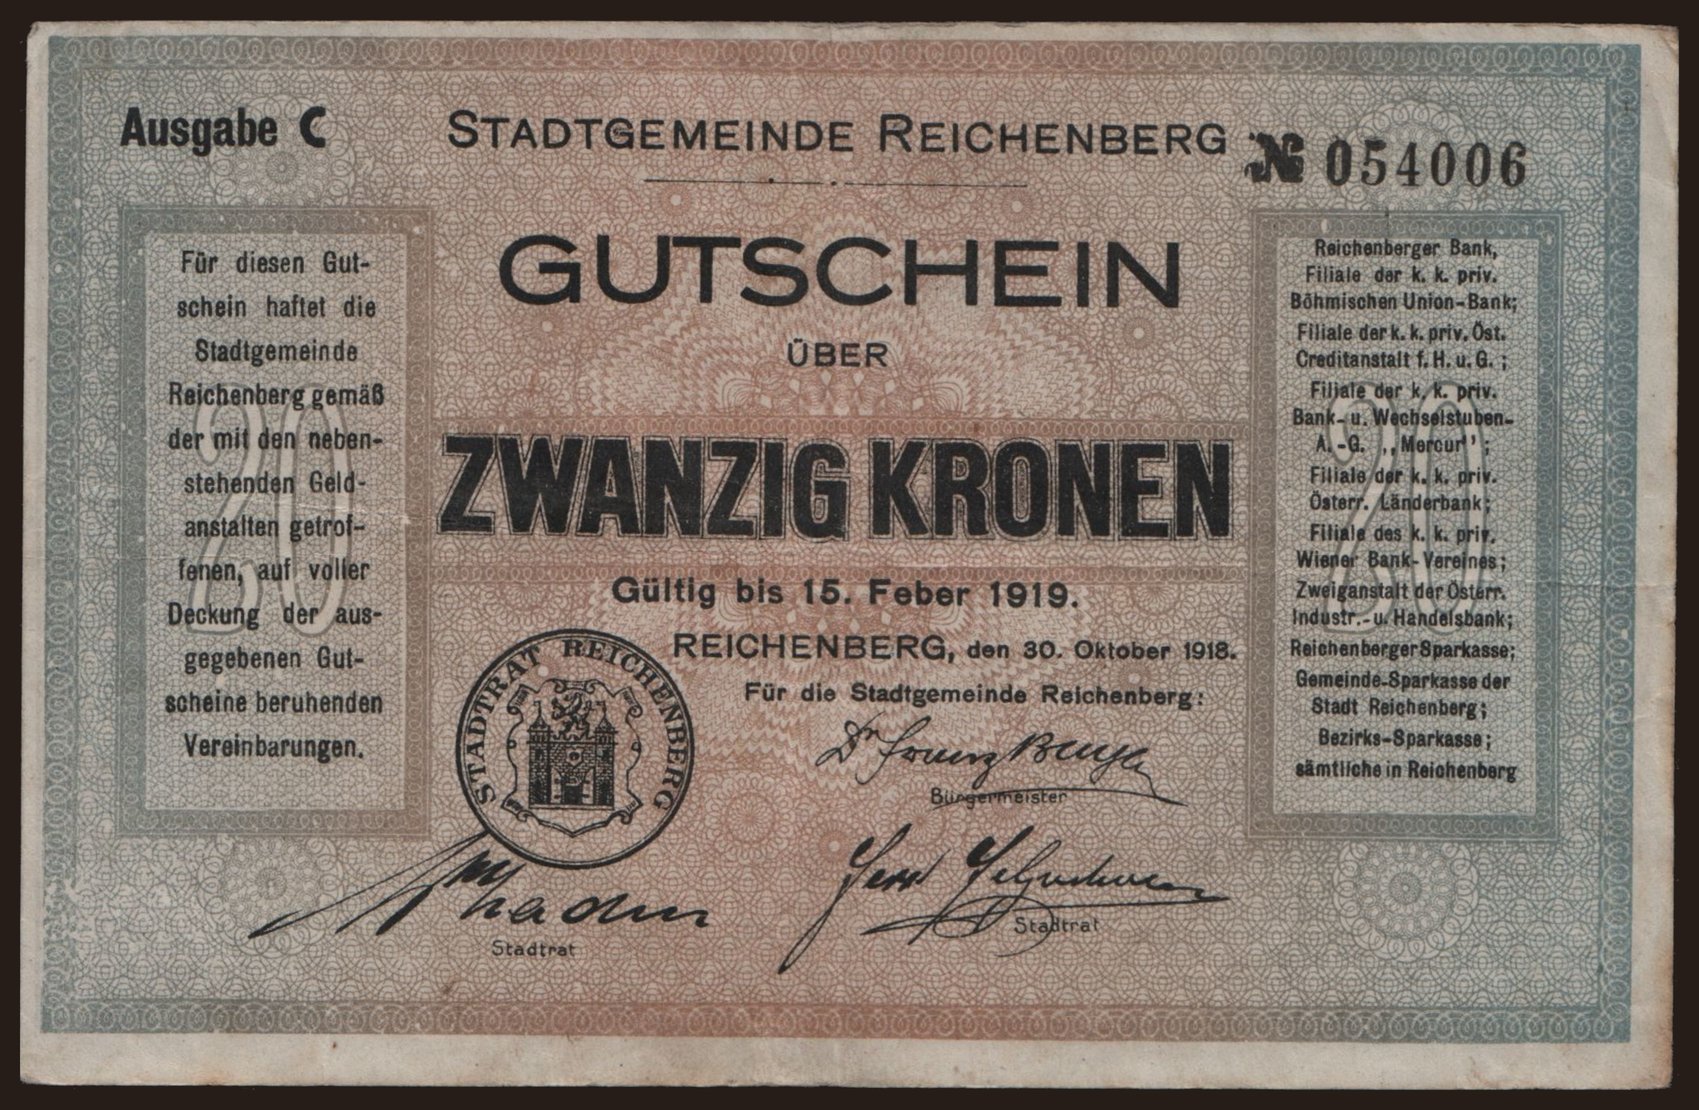 Ausgabe C
STADTGEMEINDE REICHENBERG
№ 054006
Für diesen Gut-
schein haftet die
Stadtgemeinde
Reichenberg gemäß
der mit den neben-
stehenden Geld-
anstalten getrof-
fenen, auf voller
Deckung der aus-
gegebenen Gut-
scheine beruhenden
Vereinbarungen.
20
GUTSCHEIN
ÜBER
ZWANZIG KRONEN
Gültig bis 15. Feber 1919.
REICHENBERG, den 30. Oktober 1918.
Für die Stadtgemeinde Reichenberg:
STADTRAT REICHENBERG
Dr Franz
Bürgermeister
Stadtrat
Stadtrat
Reichenberger Bank,
Filiale der k. k. priv.
Böhmischen Union-Bank;
Filiale der k. k. priv. Öst.
Creditanstalt f. H. u. G. ;
Filiale der k. k. priv.
Bank- u. Wechselstuben-
A. -G. ,,Mercur'' ;
Filiale der k. k. priv.
Österr. Länderbank;
Filiale des k. k. priv.
Wiener Bank-Vereines;
Zweiganstalt der Österr.
Industr.-u. Handelsbank;
Reichenberger Sparkasse;
Gemeinde-Sparkasse der
Stadt Reichenberg;
Bezirks-Sparkasse;
sämtliche in Reichenberg
20